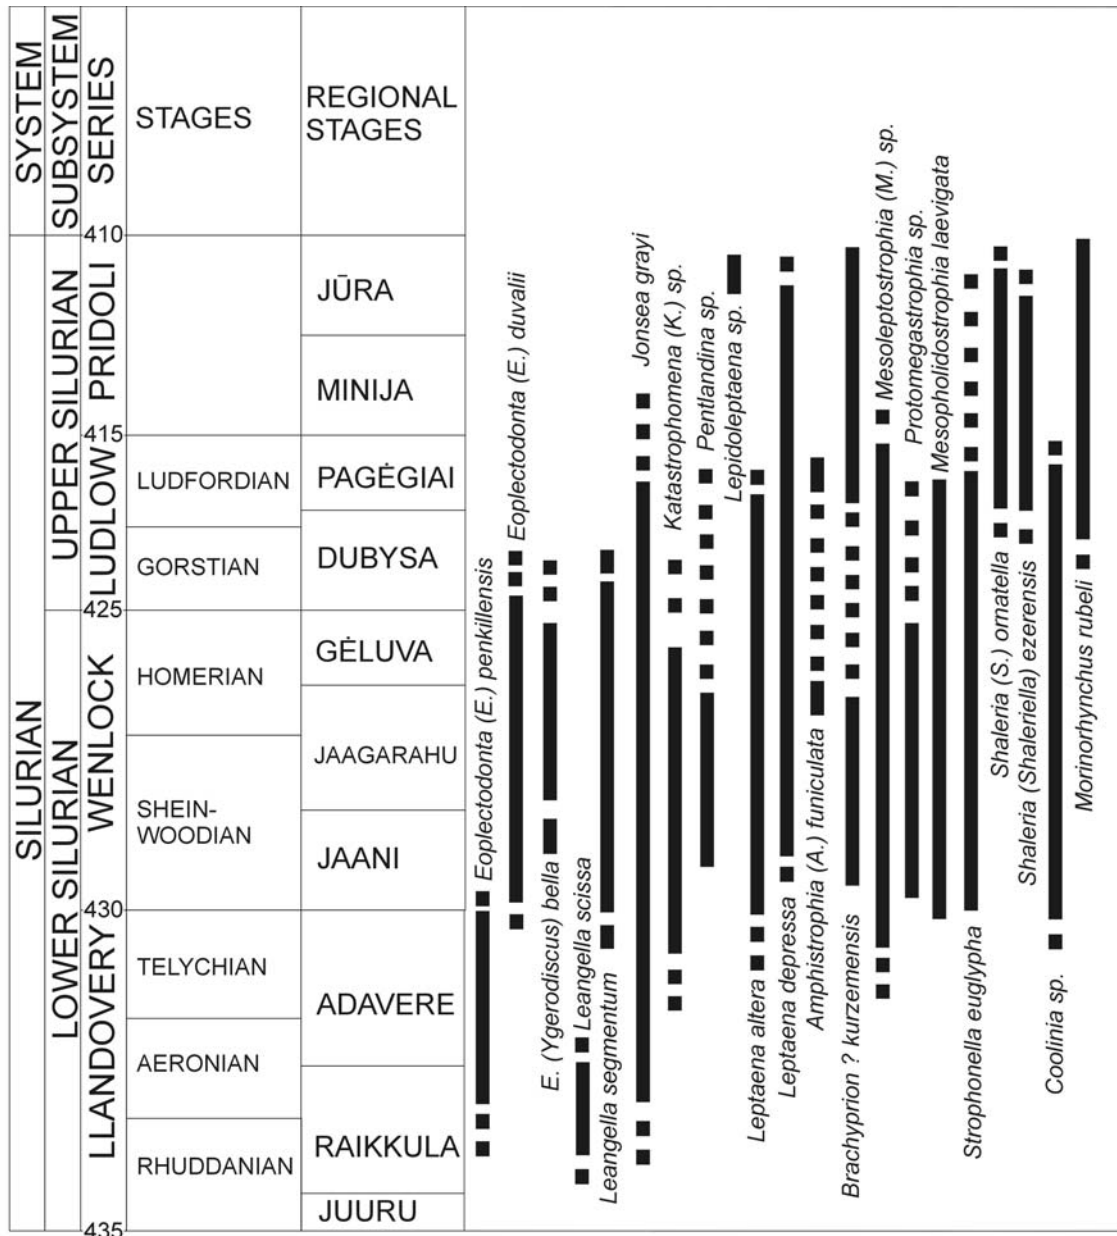 SYSTEM
SUBSYSTEM
SERIES
STAGES
REGIONAL
STAGES
SILURIAN
UPPER SILURIAN
LOWER SILURIAN
PRIDOLI
LUDLOW
WENLOCK
LLANDOVERY
410
415
425
430
435
LUDFORDIAN
GORSTIAN
HOMERIAN
SHEIN-
WOODIAN
TELYCHIAN
AERONIAN
RHUDDANIAN
JŪRA
MINIJA
PAGĖGIAI
DUBYSA
GĖLUVA
JAAGARAHU
JAANI
ADAVERE
RAIKKULA
JUURU
Eoplectodonta (E.) penkillensis
Eoplectodonta (E.) duvalii
E. (Ygerodiscus) bella
Leangella scissa
Leangella segmentum
Jonsea grayi
Katastrophomena (K.) sp.
Pentlandina sp.
Lepidoleptaena sp.
Leptaena altera
Leptaena depressa
Amphistrophia (A.) funiculata
Brachyprion ? kurzemensis
Mesoleptostrophia (M.) sp.
Protomegastrophia sp.
Mesopholidostrophia laevigata
Strophonella euglypha
Shaleria (S.) ornatella
Shaleria (Shaleriella) ezerensis
Coolinia sp.
Morinorhynchus rubeli